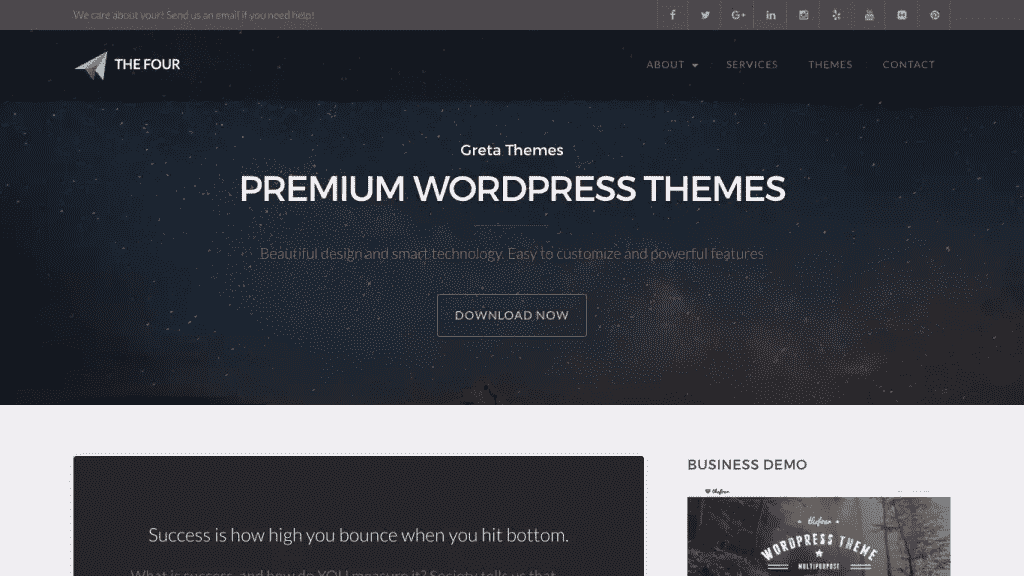 We care about your! Send us an email if you need help!
THE FOUR
ABOUT SERVICES THEMES CONTACT
Greta Themes
PREMIUM WORDPRESS THEMES
Beautiful design and smart technology. Easy to customize and powerful features
DOWNLOAD NOW
BUSINESS DEMO
thefour
thefour
WORDPRESS THEME
MULTIPURPOSE
Success is how high you bounce when you hit bottom.
What is success, and how do YOU measure it? Society tells us that